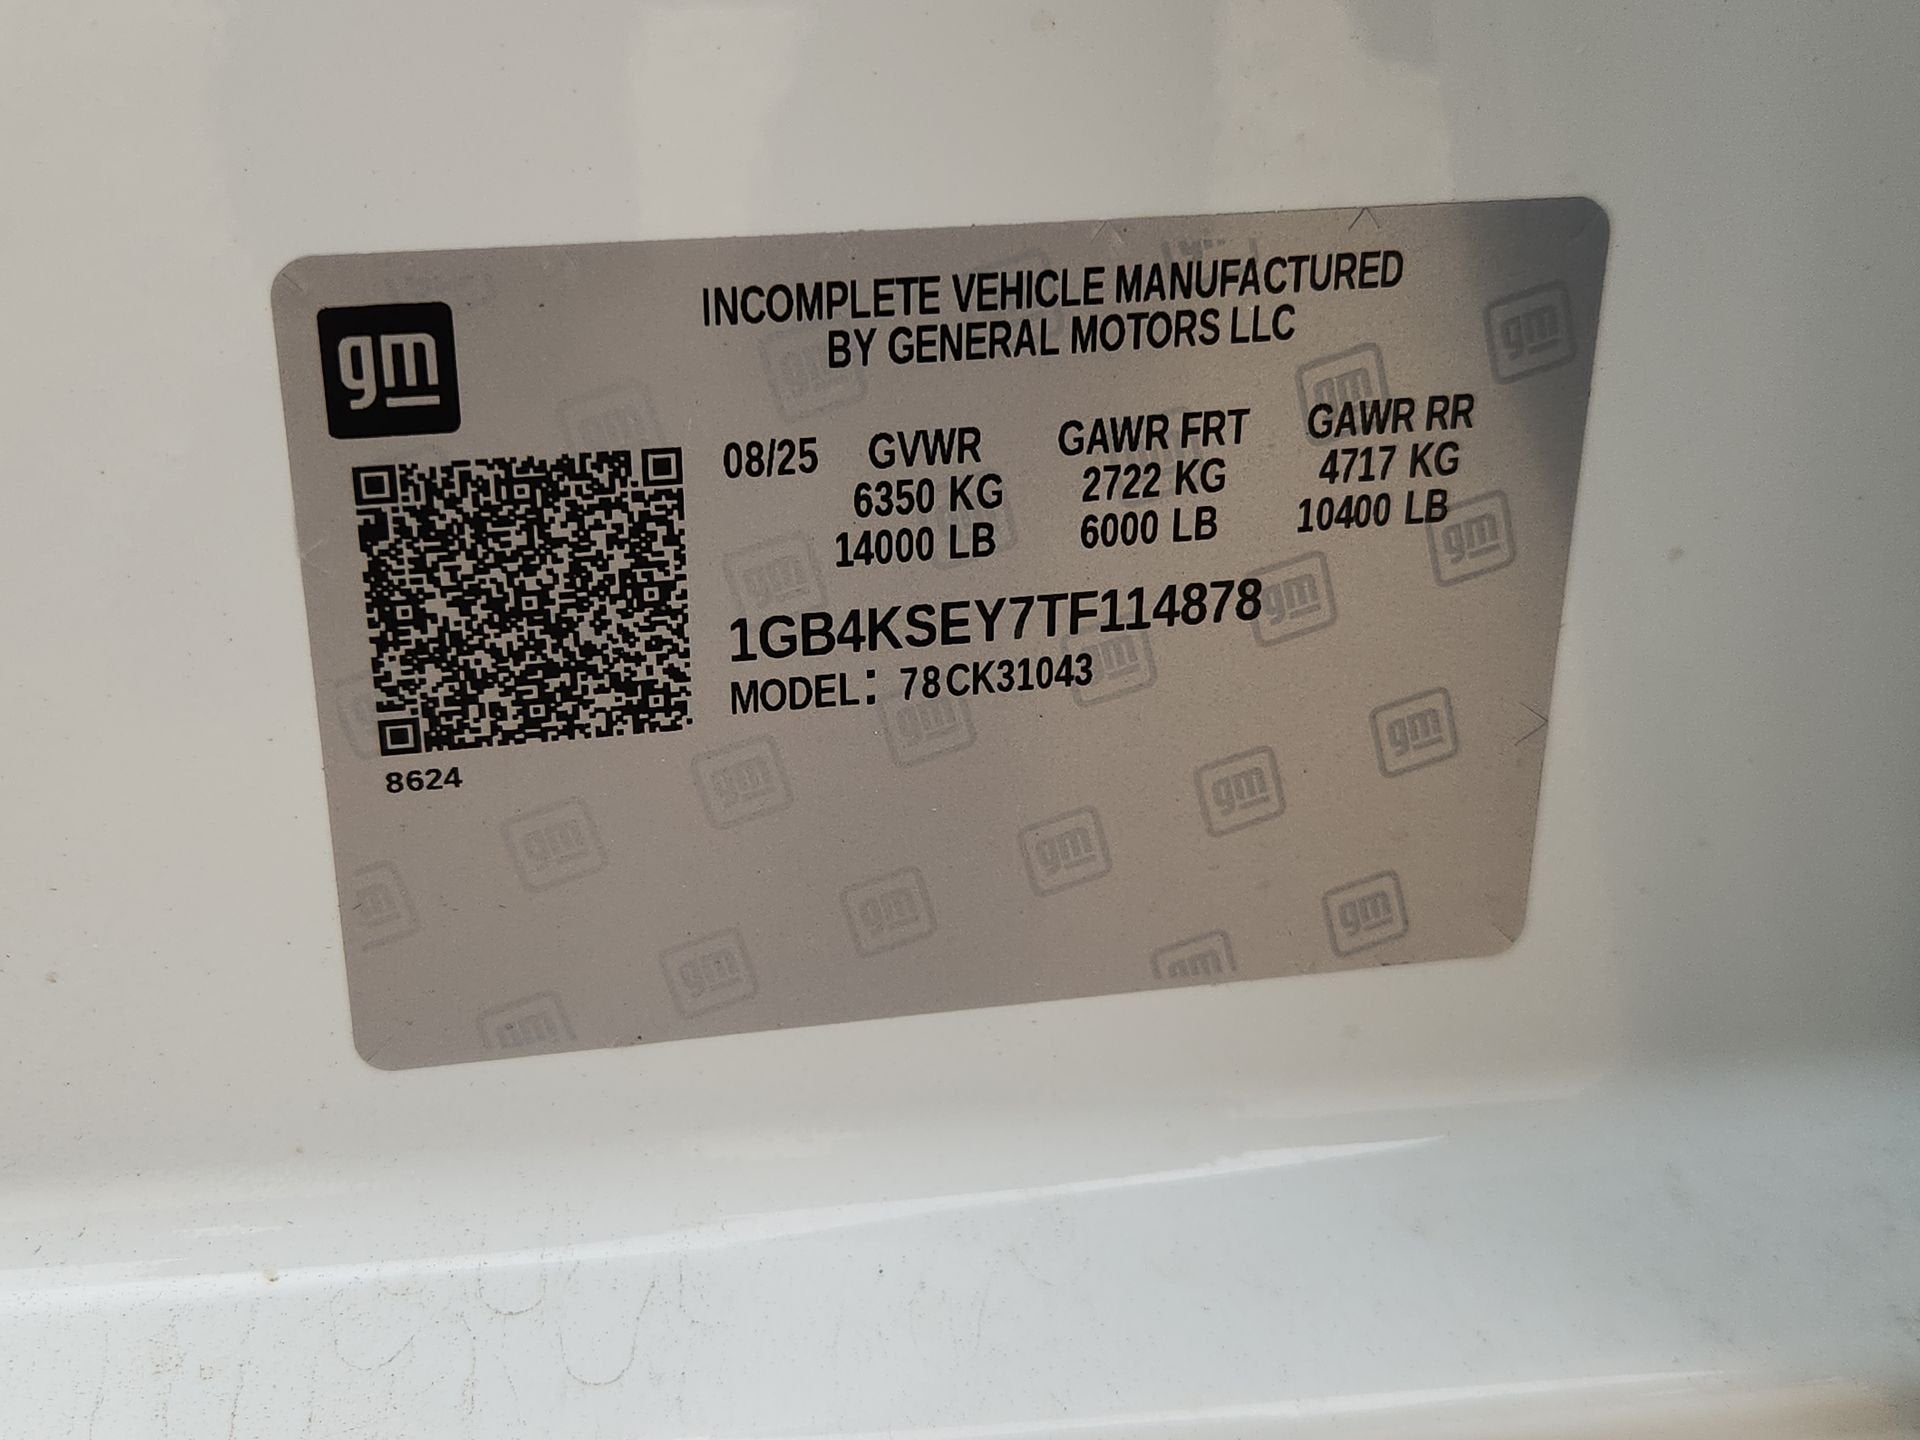 gm
INCOMPLETE VEHICLE MANUFACTURED
BY GENERAL MOTORS LLC
08/25 GVWR GAWR FRT GAWR RR
6350 KG 2722 KG 4717 KG
14000 LB 6000 LB 10400 LB
1GB4KSEY7TF114878
MODEL: 78CK31043
8624